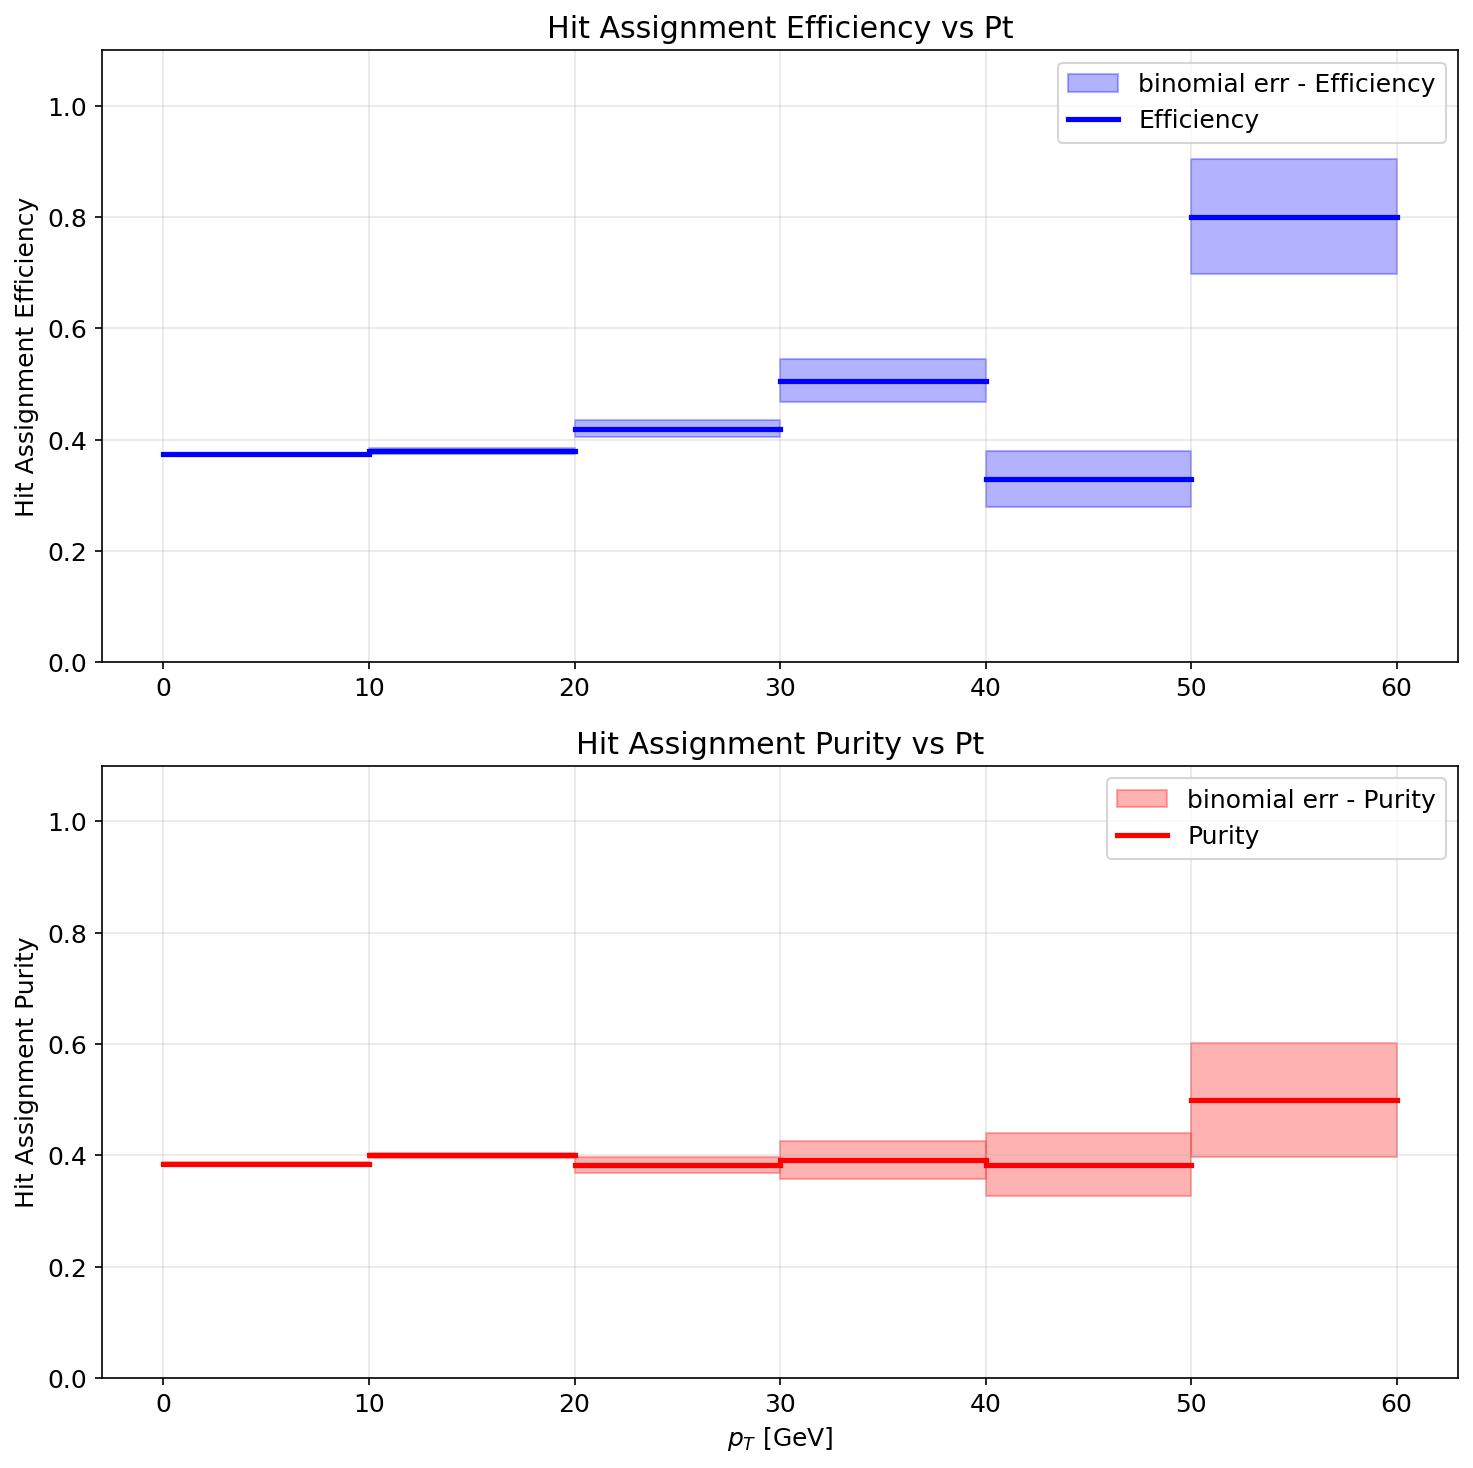 Hit Assignment Efficiency vs Pt
binomial err - Efficiency
Efficiency
Hit Assignment Efficiency
1.0
0.8
0.6
0.4
0.2
0.0
0 10 20 30 40 50 60
Hit Assignment Purity vs Pt
binomial err - Purity
Purity
Hit Assignment Purity
1.0
0.8
0.6
0.4
0.2
0.0
0 10 20 30 40 50 60
p_T [GeV]